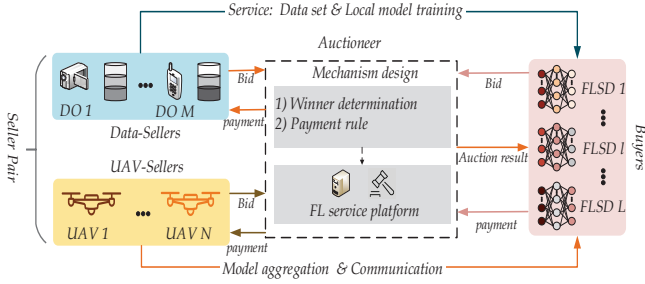 Service: Data set & Local model training
Auctioneer
Seller Pair
DO 1
DO M
Data-Sellers
Bid
payment
Mechanism design
1) Winner determination
2) Payment rule
FL service platform
Bid
Auction result
payment
FLSD 1
FLSD l
FLSD L
Buyers
UAV-Sellers
UAV 1
UAV N
Bid
payment
Model aggregation & Communication